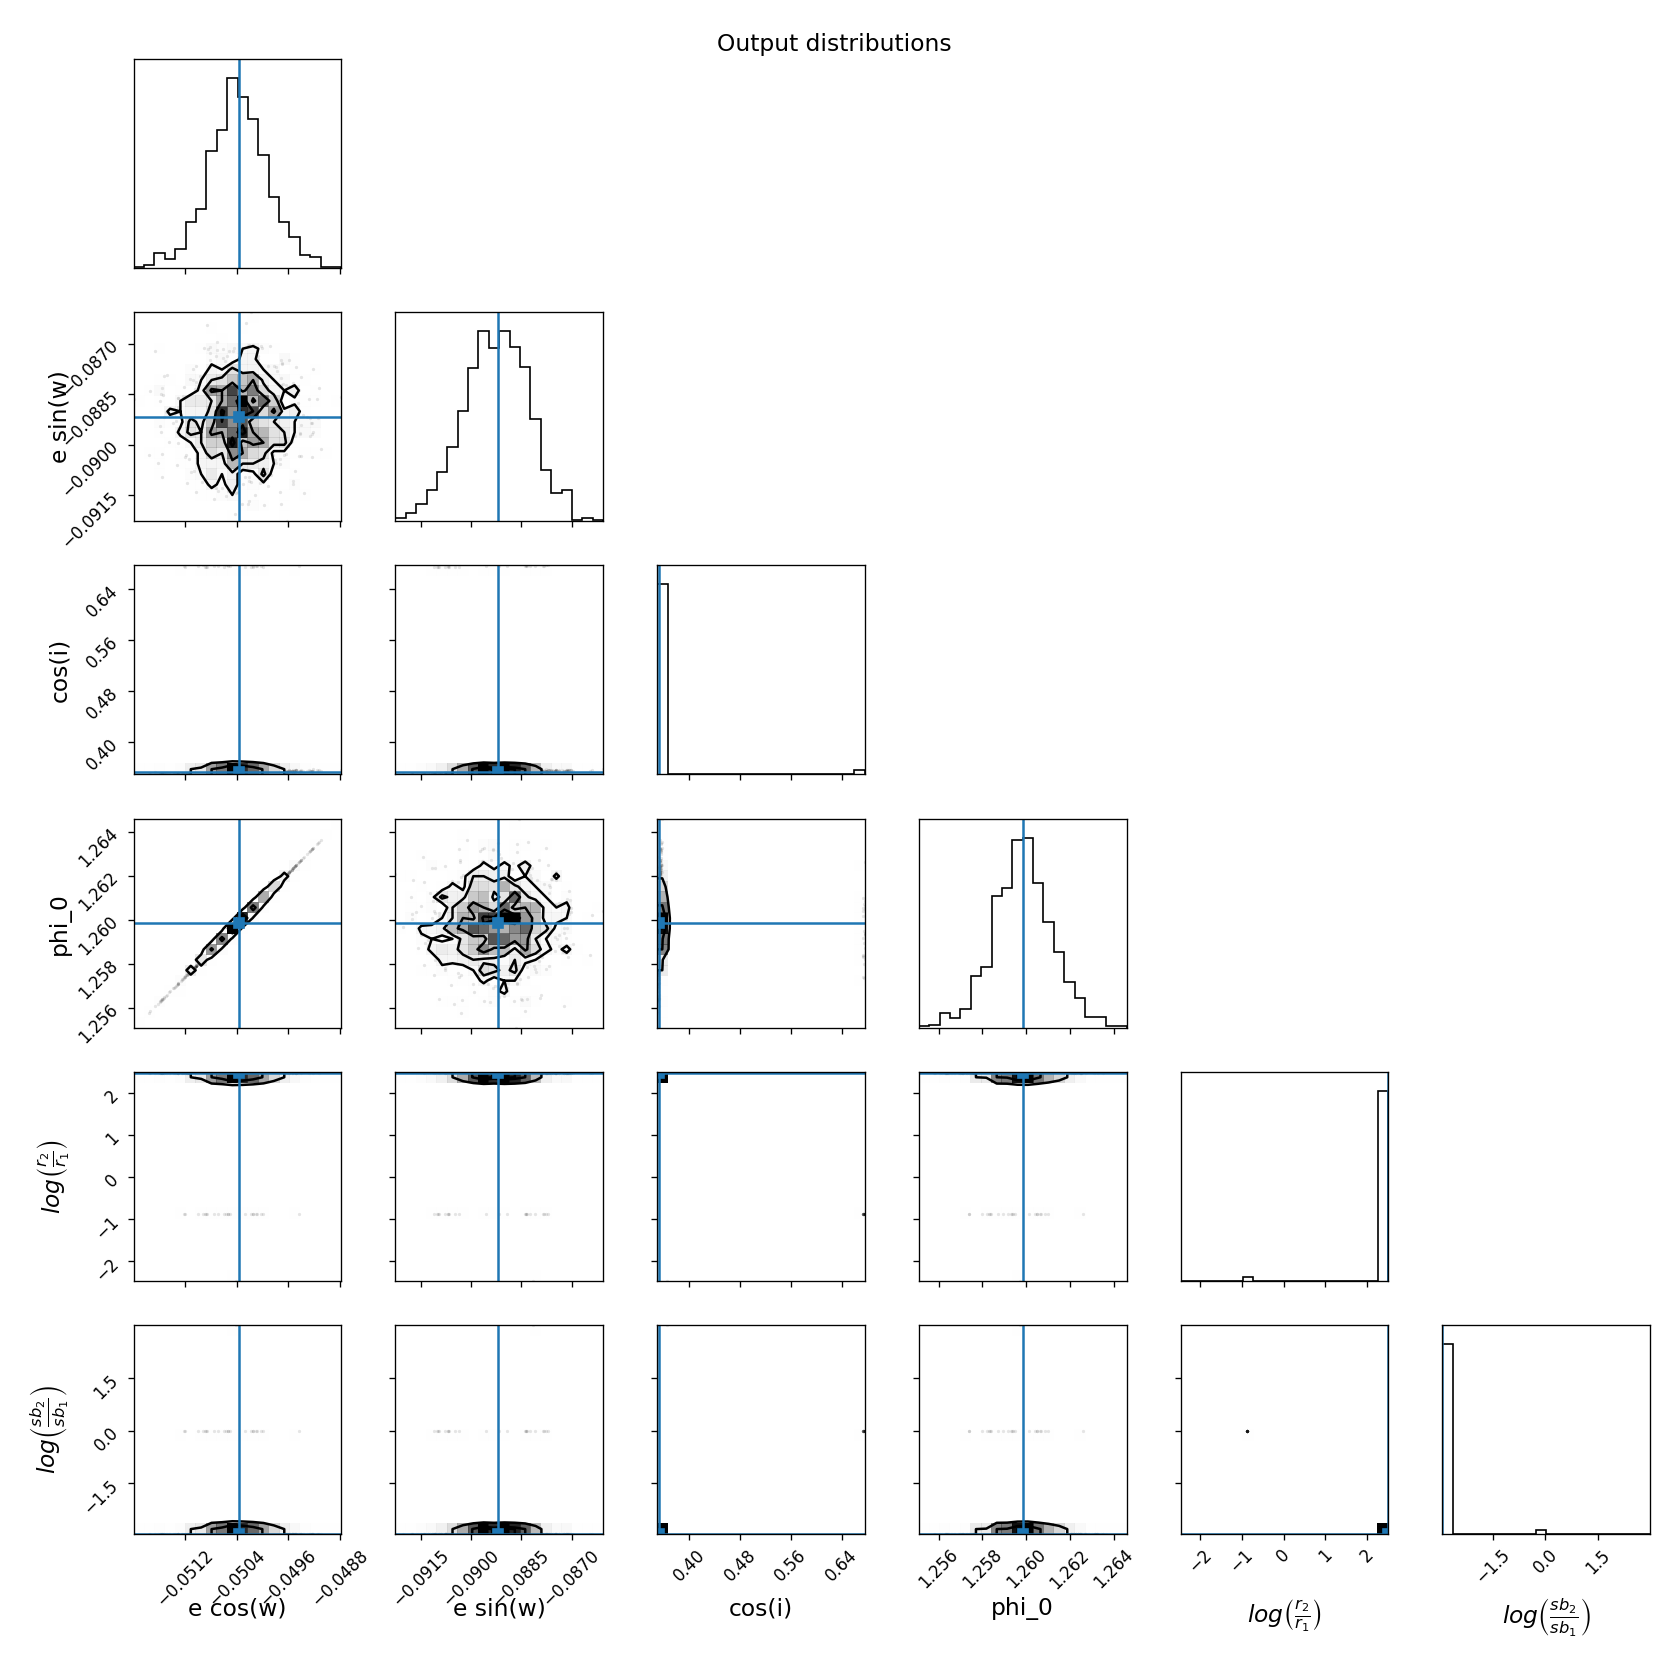 Output distributions
e sin(w)
−0.0870
−0.0885
−0.0900
−0.0915
cos(i)
0.64
0.56
0.48
0.40
phi_0
1.264
1.262
1.260
1.258
1.256
log(r₂/r₁)
2
1
0
−1
−2
log(sb₂/sb₁)
1.5
0.0
−1.5
−0.0512 −0.0504 −0.0496 −0.0488
e cos(w)
−0.0915 −0.0900 −0.0885 −0.0870
e sin(w)
0.40 0.48 0.56 0.64
cos(i)
1.256 1.258 1.260 1.262 1.264
phi_0
−2 −1 0 1 2
log(r₂/r₁)
−1.5 0.0 1.5
log(sb₂/sb₁)